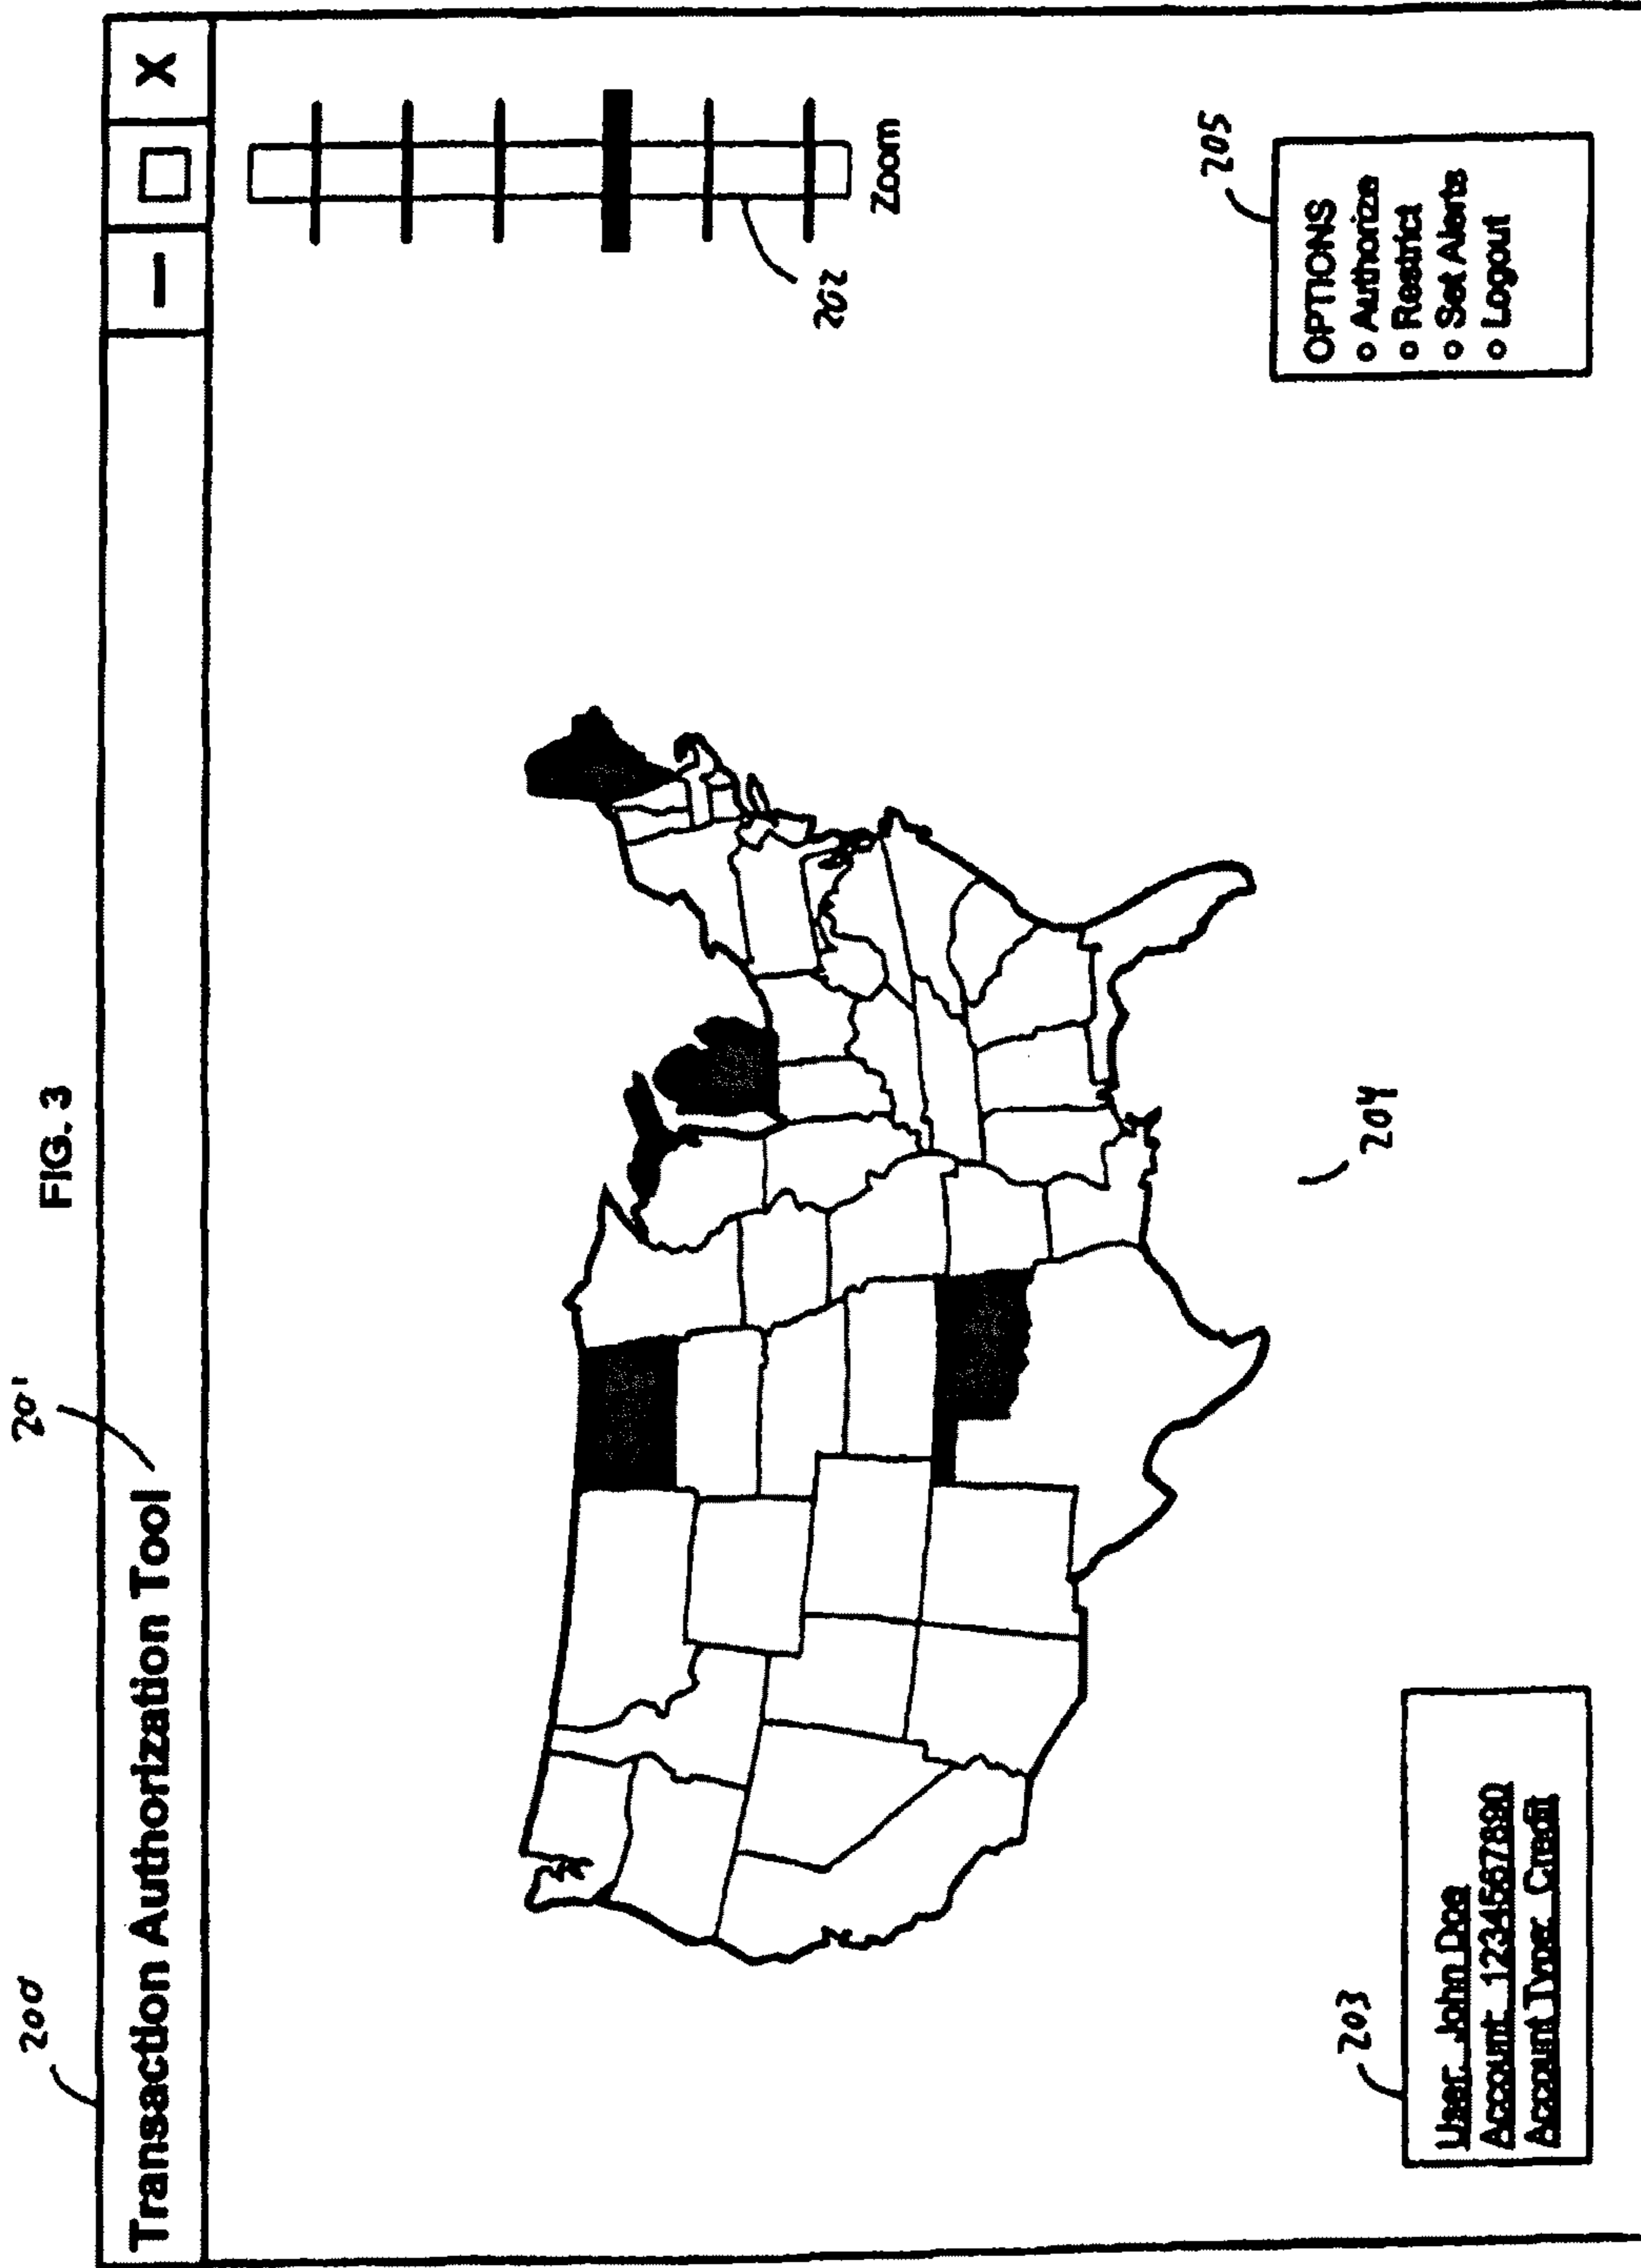 FIG. 3
200
201
Transaction Authorization Tool
X
202
Zoom
203
User: John Doe
Account: 1234567890
Account Type: Credit
204
205
OPTIONS
Authorize
Restrict
Set Alerts
Logout